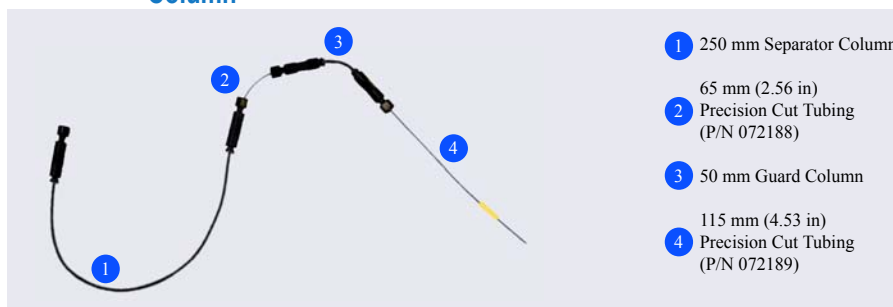 Column
3
1
250 mm Separator Column
2
65 mm (2.56 in)
2
Precision Cut Tubing
(P/N 072188)
4
3
50 mm Guard Column
115 mm (4.53 in)
4
Precision Cut Tubing
(P/N 072189)
1